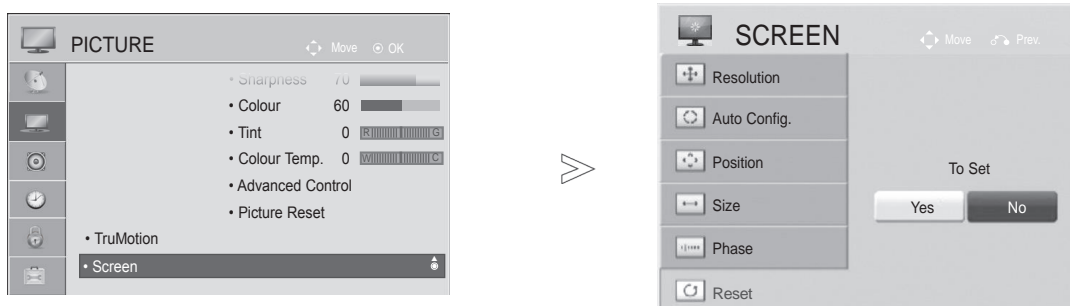 PICTURE
Move OK
• Sharpness 70
• Colour 60
• Tint 0 R G
• Colour Temp. 0 W C
• Advanced Control
• Picture Reset
• TruMotion
• Screen
SCREEN
Move Prev.
Resolution
Auto Config.
Position
Size
Phase
Reset
To Set
Yes No